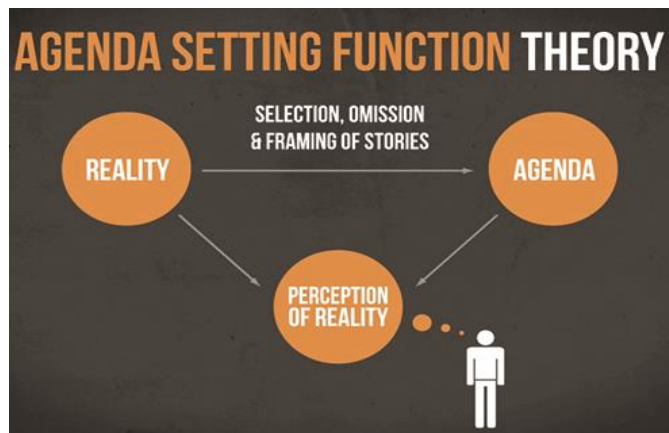 AGENDA SETTING FUNCTION THEORY
SELECTION, OMISSION
& FRAMING OF STORIES
REALITY
AGENDA
PERCEPTION
OF REALITY